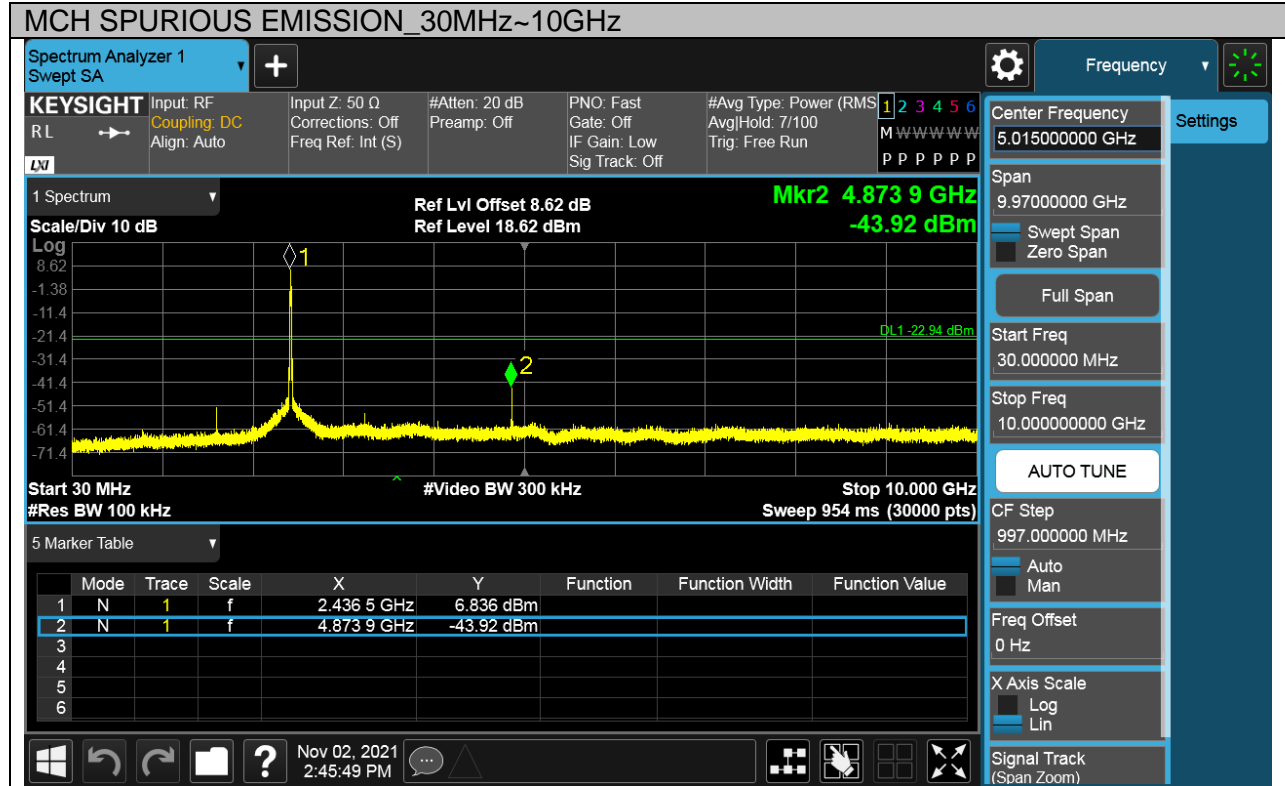 MCH SPURIOUS EMISSION_30MHz~10GHz
Spectrum Analyzer 1
Swept SA
+
Frequency
KEYSIGHT
RL
LXI
Input: RF
Coupling: DC
Align: Auto
Input Z: 50 Ω
Corrections: Off
Freq Ref: Int (S)
#Atten: 20 dB
Preamp: Off
PNO: Fast
Gate: Off
IF Gain: Low
Sig Track: Off
#Avg Type: Power (RMS
Avg|Hold: 7/100
Trig: Free Run
1 2 3 4 5 6
M W W W W W
P P P P P P
1 Spectrum
Scale/Div 10 dB
Ref Lvl Offset 8.62 dB
Ref Level 18.62 dBm
Mkr2 4.873 9 GHz
-43.92 dBm
Log
8.62
-1.38
-11.4
-21.4
-31.4
-41.4
-51.4
-61.4
-71.4
1
2
DL1 -22.94 dBm
Start 30 MHz
#Res BW 100 kHz
#Video BW 300 kHz
Stop 10.000 GHz
Sweep 954 ms (30000 pts)
5 Marker Table
Mode Trace Scale X Y Function Function Width Function Value
1 N 1 f 2.436 5 GHz 6.836 dBm
2 N 1 f 4.873 9 GHz -43.92 dBm
3
4
5
6
?
Nov 02, 2021
2:45:49 PM
Center Frequency
5.015000000 GHz
Settings
Span
9.97000000 GHz
Swept Span
Zero Span
Full Span
Start Freq
30.000000 MHz
Stop Freq
10.000000000 GHz
AUTO TUNE
CF Step
997.000000 MHz
Auto
Man
Freq Offset
0 Hz
X Axis Scale
Log
Lin
Signal Track
(Span Zoom)